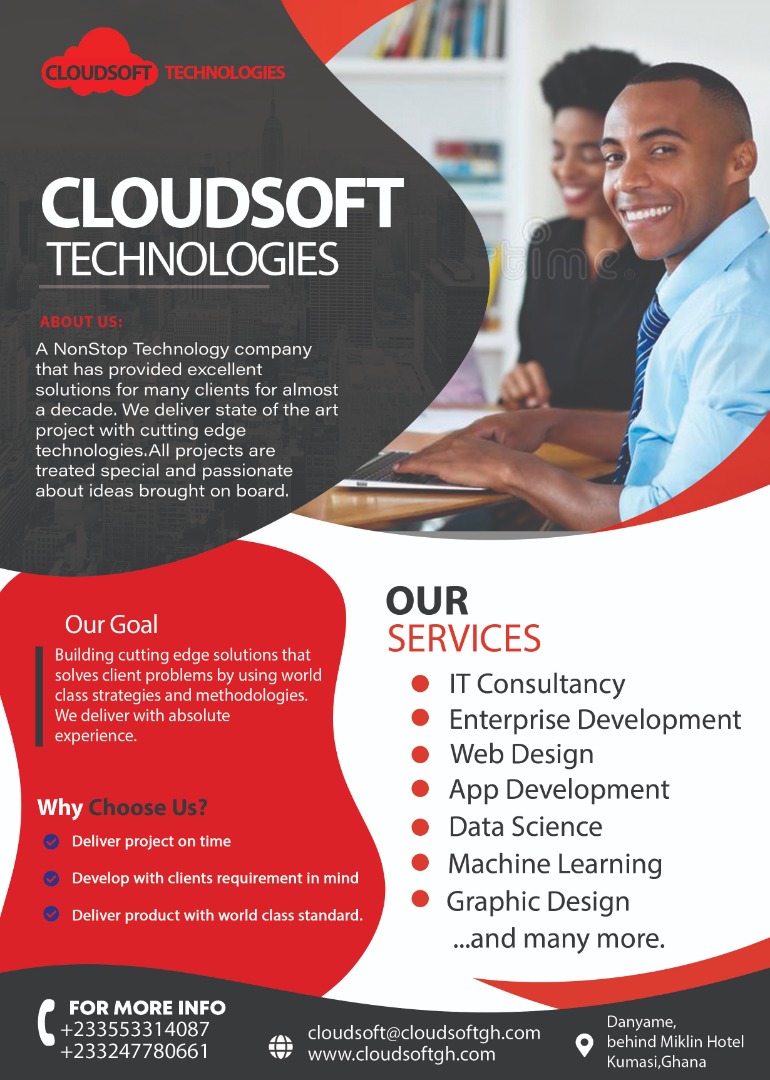 CLOUDSOFT TECHNOLOGIES
CLOUDSOFT
TECHNOLOGIES
ABOUT US:
A NonStop Technology company
that has provided excellent
solutions for many clients for almost
a decade. We deliver state of the art
project with cutting edge
technologies.All projects are
treated special and passionate
about ideas brought on board.
Our Goal
Building cutting edge solutions that
solves client problems by using world
class strategies and methodologies.
We deliver with absolute
experience.
Why Choose Us?
Deliver project on time
Develop with clients requirement in mind
Deliver product with world class standard.
OUR
SERVICES
IT Consultancy
Enterprise Development
Web Design
App Development
Data Science
Machine Learning
Graphic Design
...and many more.
FOR MORE INFO
+233553314087
+233247780661
cloudsoft@cloudsoftgh.com
www.cloudsoftgh.com
Danyame,
behind Miklin Hotel
Kumasi,Ghana